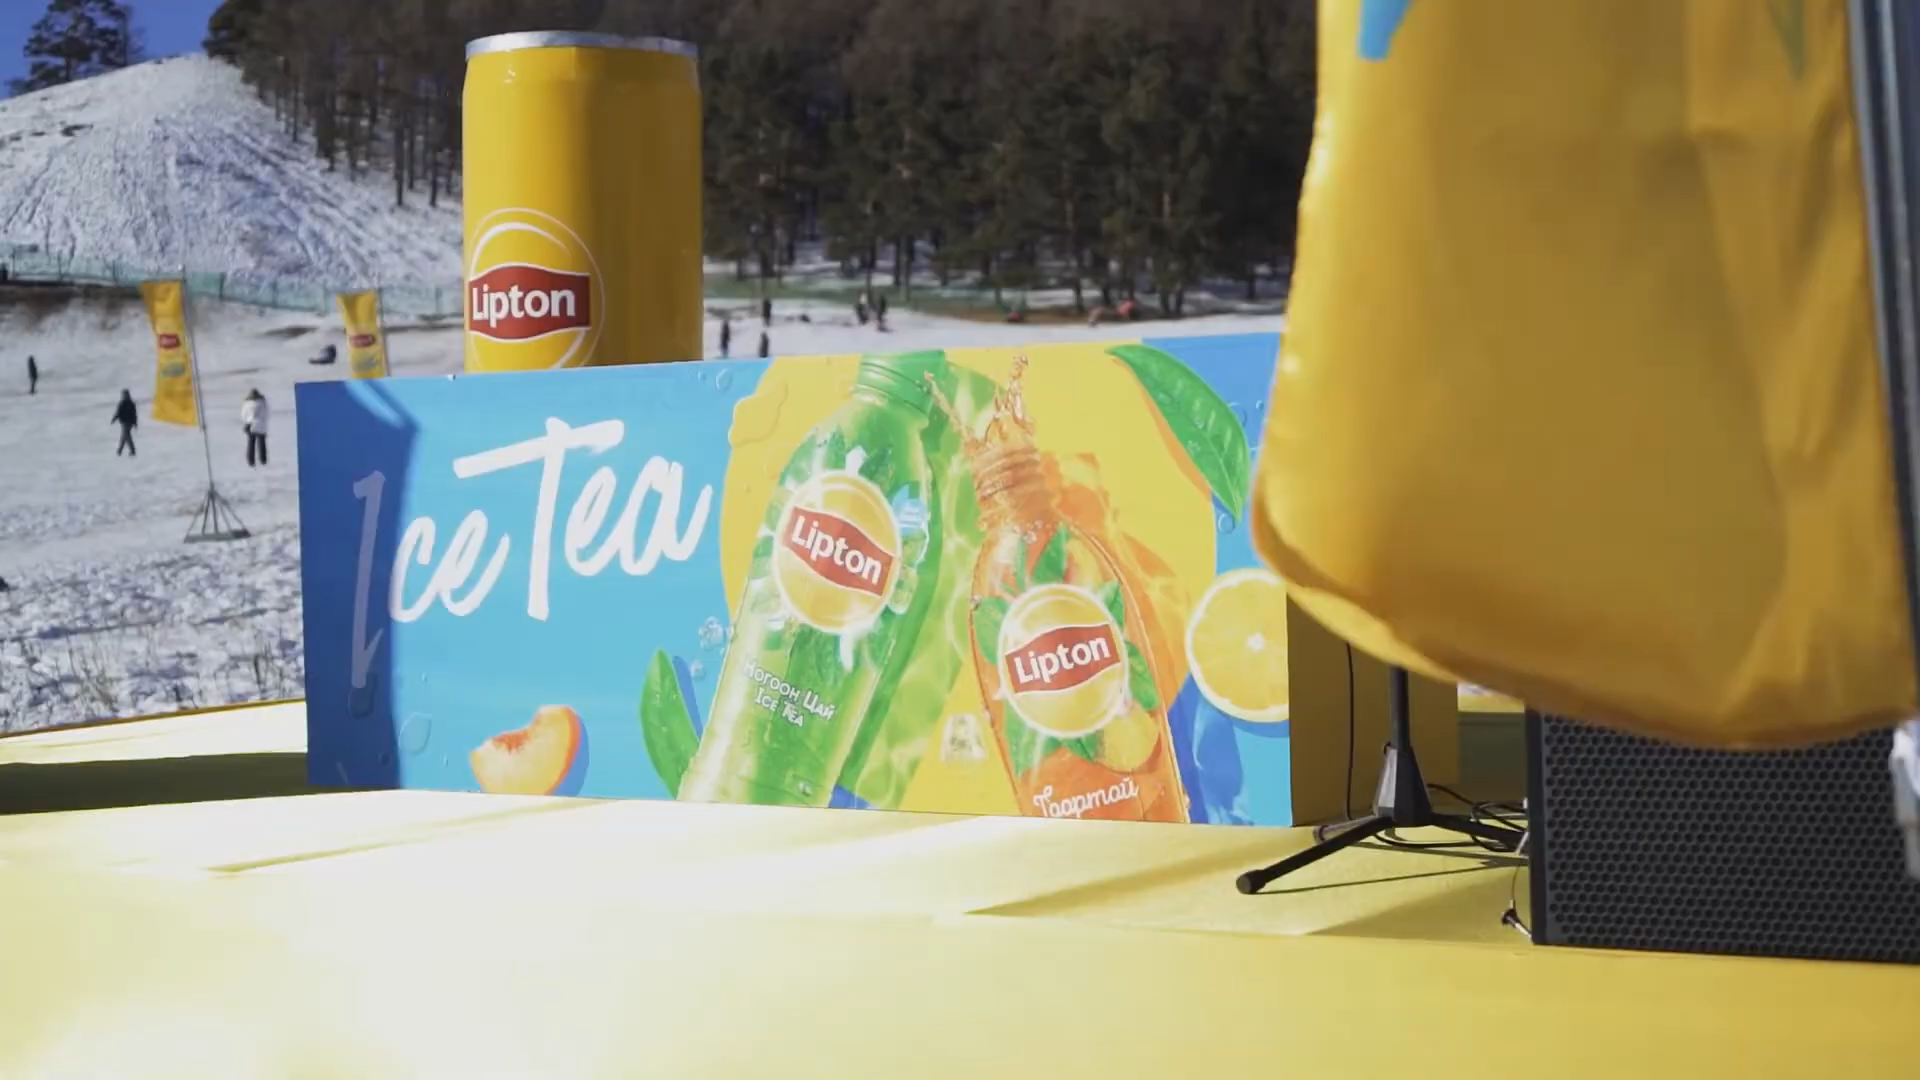 Lipton
Ice Tea
Lipton
Ногоон Цай
Ice Tea
Lipton
Тоортой